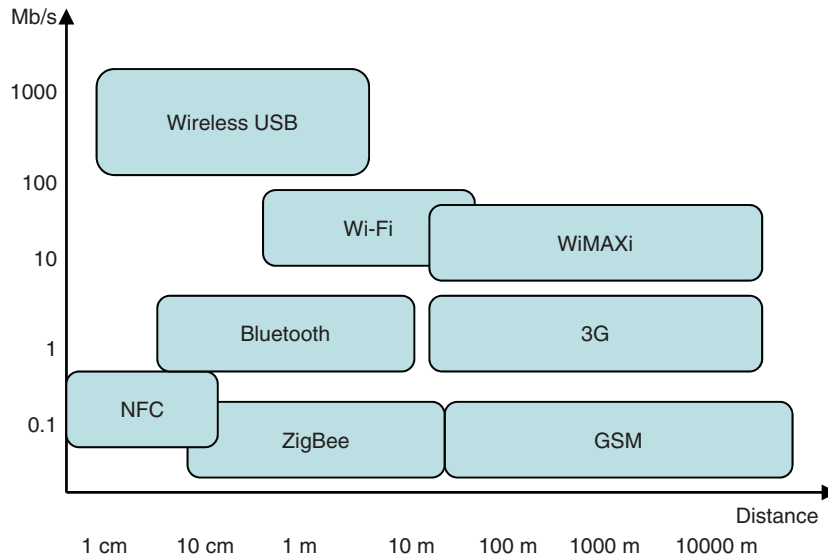 Mb/s
1000
Wireless USB
100
Wi-Fi
WiMAXi
10
Bluetooth
3G
1
NFC
0.1
ZigBee
GSM
Distance
1 cm 10 cm 1 m 10 m 100 m 1000 m 10000 m